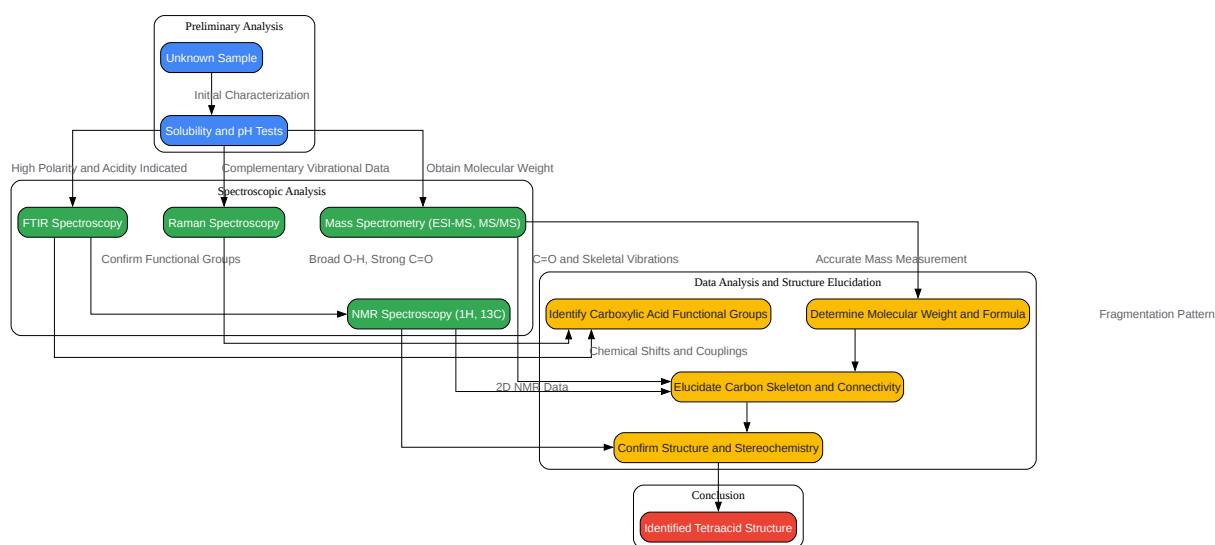 Preliminary Analysis
Unknown Sample
Initial Characterization
Solubility and pH Tests
High Polarity and Acidity Indicated
Complementary Vibrational Data
Obtain Molecular Weight
Spectroscopic Analysis
FTIR Spectroscopy
Raman Spectroscopy
Mass Spectrometry (ESI-MS, MS/MS)
Confirm Functional Groups
Broad O-H, Strong C=O
C=O and Skeletal Vibrations
Accurate Mass Measurement
Data Analysis and Structure Elucidation
NMR Spectroscopy (1H, 13C)
Identify Carboxylic Acid Functional Groups
Determine Molecular Weight and Formula
Fragmentation Pattern
Chemical Shifts and Couplings
2D NMR Data
Elucidate Carbon Skeleton and Connectivity
Confirm Structure and Stereochemistry
Conclusion
Identified Tetraacid Structure